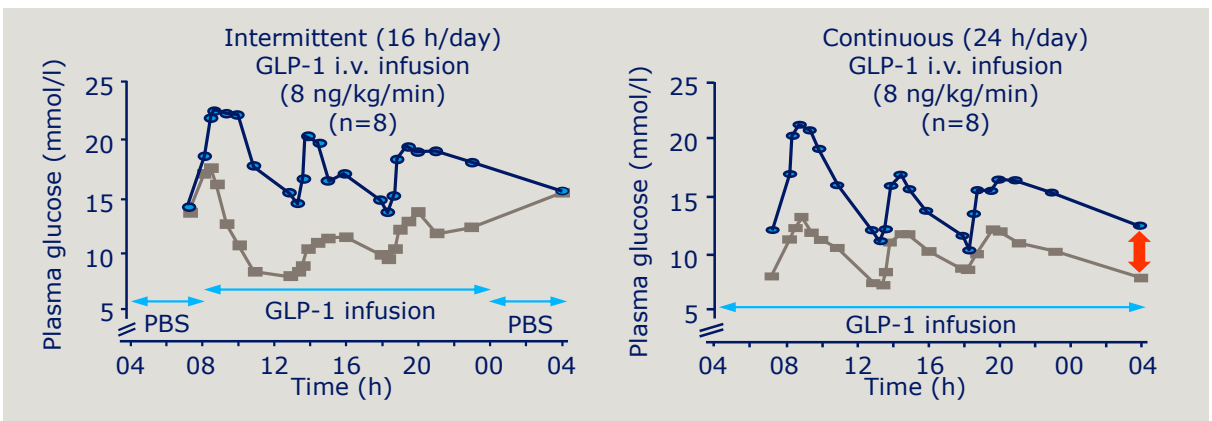 Intermittent (16 h/day)
GLP-1 i.v. infusion
(8 ng/kg/min)
(n=8)
Plasma glucose (mmol/l)
25
20
15
10
5
PBS
GLP-1 infusion
PBS
04 08 12 16 20 00 04
Time (h)
Continuous (24 h/day)
GLP-1 i.v. infusion
(8 ng/kg/min)
(n=8)
Plasma glucose (mmol/l)
25
20
15
10
5
GLP-1 infusion
04 08 12 16 20 00 04
Time (h)